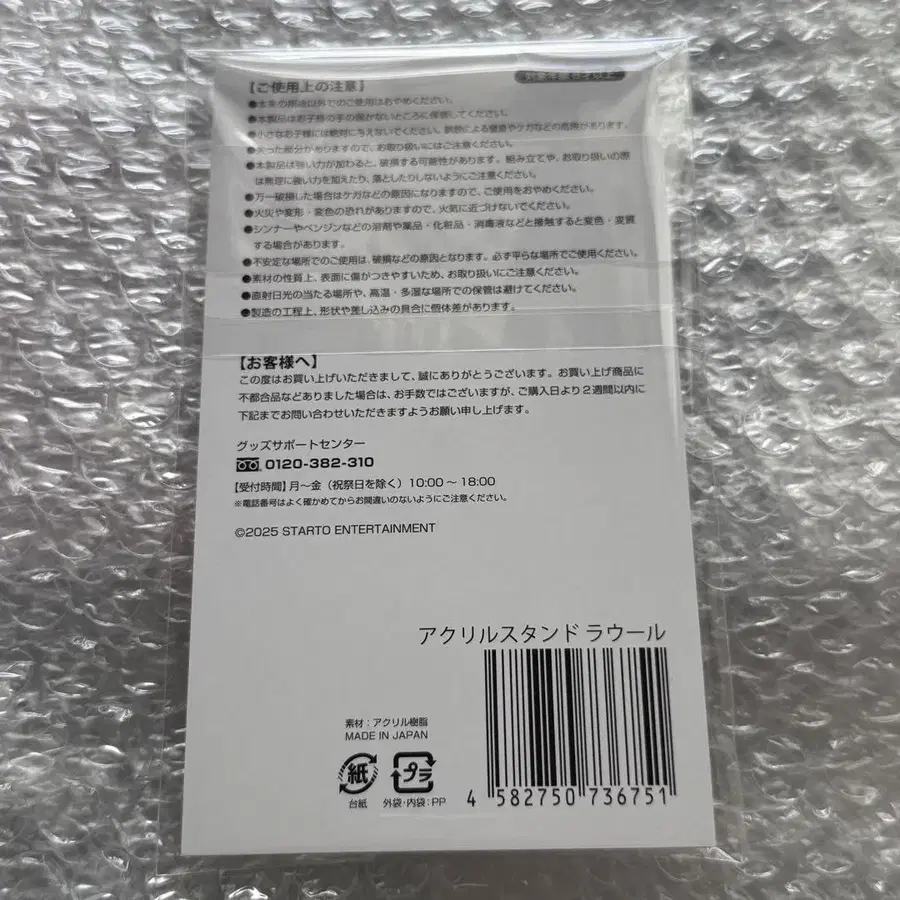 対象年齢15才以上
【ご使用上の注意】
●本来の用途以外でのご使用はおやめください。
●本製品はお子様の手の届かないところに保管してください。
●小さなお子様には絶対に与えないでください。誤飲による窒息やケガなどの危険があります。
●尖った部分がありますので、お取り扱いにはご注意ください。
●本製品は強い力が加わると、破損する可能性があります。組み立てや、お取り扱いの際
は無理に強い力を加えたり、落としたりしないようにご注意ください。
●万一破損した場合はケガなどの原因になりますので、ご使用をおやめください。
●火災や変形・変色の恐れがありますので、火気に近づけないでください。
●シンナーやベンジンなどの溶剤や薬品・化粧品・消毒液などと接触すると変色・変質
する場合があります。
●不安定な場所でのご使用は、破損などの原因となります。必ず平らな場所でご使用ください。
●素材の性質上、表面に傷がつきやすいため、お取り扱いにご注意ください。
●直射日光の当たる場所や、高温・多湿な場所での保管は避けてください。
●製造の工程上、形状や差し込みの具合に個体差があります。
【お客様へ】
この度はお買い上げいただきまして、誠にありがとうございます。お買い上げ商品に
不都合品などありました場合は、お手数ではございますが、ご購入日より2週間以内に
下記までお問い合わせいただきますようお願い申し上げます。
グッズサポートセンター
0120-382-310
【受付時間】月～金（祝祭日を除く）10:00～18:00
※電話番号はよく確かめてからお間違いのないようにご注意ください。
©2025 STARTO ENTERTAINMENT
アクリルスタンド ラウール
素材：アクリル樹脂
MADE IN JAPAN
紙
プラ
台紙
外袋・内袋：PP
4 582750 736751